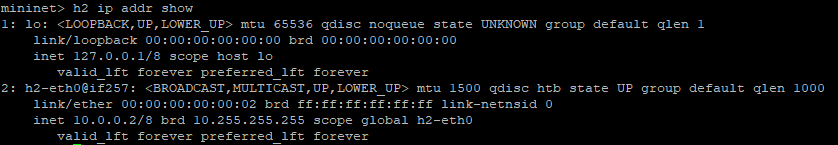 mininet> h2 ip addr show
1: lo: <LOOPBACK,UP,LOWER_UP> mtu 65536 qdisc noqueue state UNKNOWN group default qlen 1
    link/loopback 00:00:00:00:00:00 brd 00:00:00:00:00:00
    inet 127.0.0.1/8 scope host lo
       valid_lft forever preferred_lft forever
2: h2-eth0@if257: <BROADCAST,MULTICAST,UP,LOWER_UP> mtu 1500 qdisc htb state UP group default qlen 1000
    link/ether 00:00:00:00:00:02 brd ff:ff:ff:ff:ff:ff link-netnsid 0
    inet 10.0.0.2/8 brd 10.255.255.255 scope global h2-eth0
       valid_lft forever preferred_lft forever